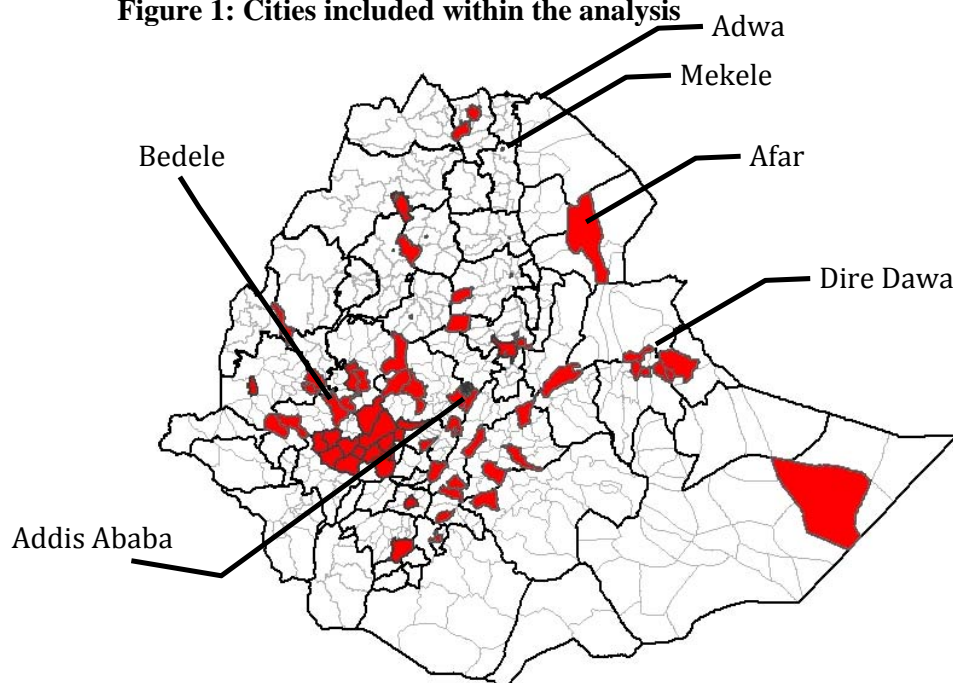 Figure 1: Cities included within the analysis
Adwa
Mekele
Bedele
Afar
Dire Dawa
Addis Ababa